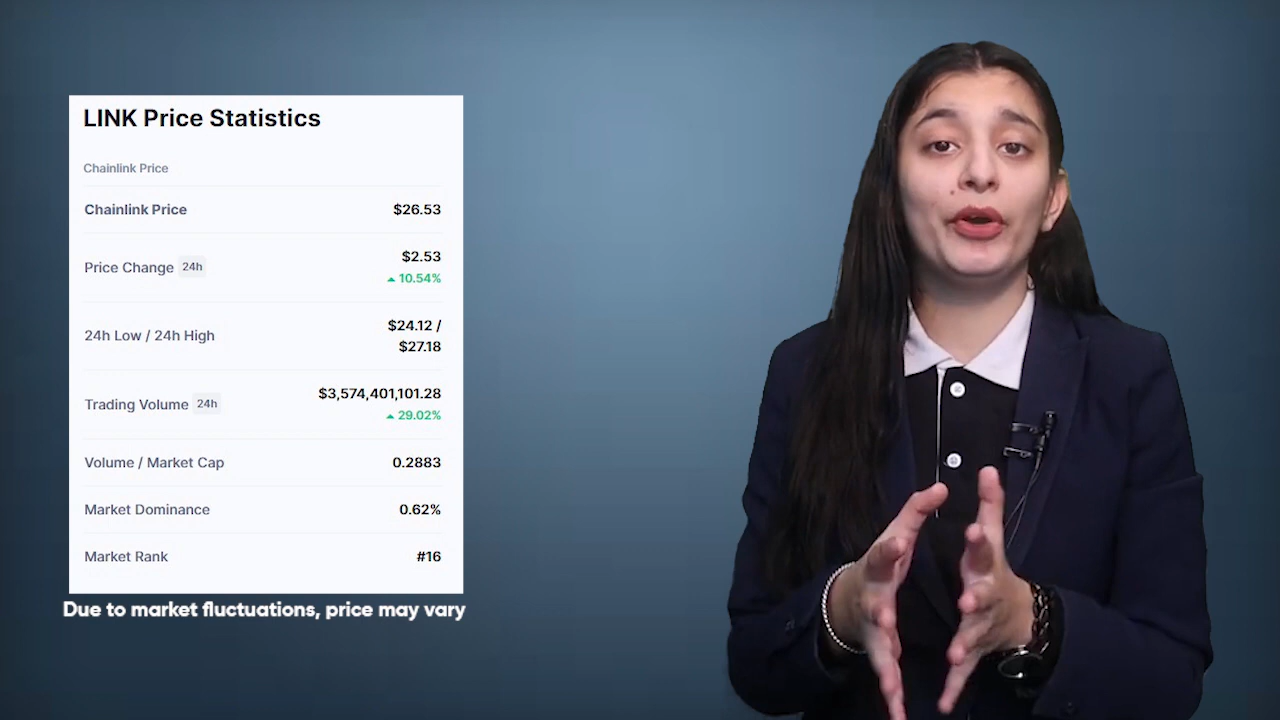 LINK Price Statistics
Chainlink Price
Chainlink Price $26.53
Price Change 24h $2.53
10.54%
24h Low / 24h High $24.12 /
$27.18
Trading Volume 24h $3,574,401,101.28
29.02%
Volume / Market Cap 0.2883
Market Dominance 0.62%
Market Rank #16
Due to market fluctuations, price may vary